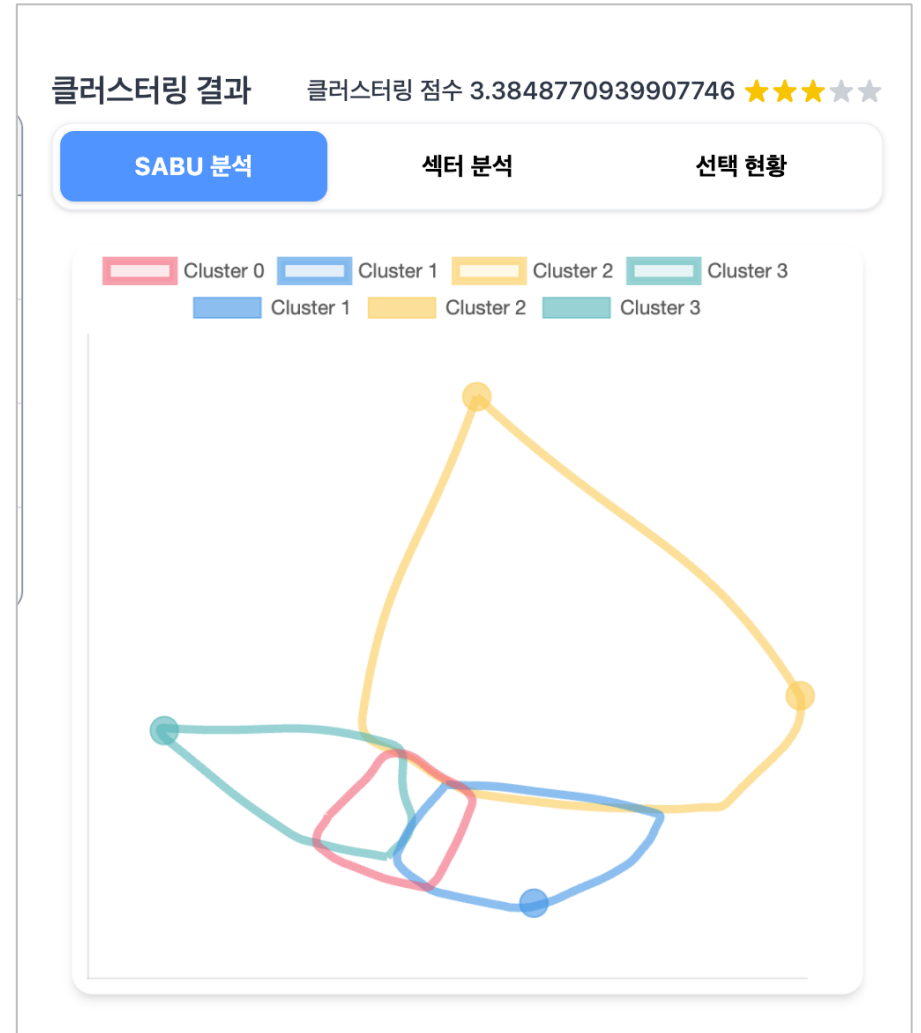 클러스터링 결과 클러스터링 점수 3.3848770939907746
SABU 분석 섹터 분석 선택 현황
Cluster 0 Cluster 1 Cluster 2 Cluster 3
Cluster 1 Cluster 2 Cluster 3